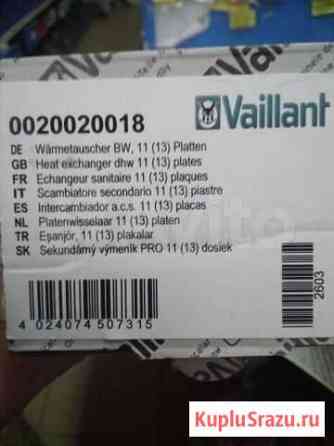 Vaillant
0020020018
DE Wärmetauscher BW, 11 (13) Platten
GB Heat exchanger dhw 11 (13) plates
FR Echangeur sanitaire 11 (13) plaques
IT Scambiatore secondario 11 (13) piastre
ES Intercambiador a.c.s. 11 (13) placas
NL Platenwisselaar 11 (13) platen
TR Eşanjör, 11 (13) plakalar
SK Sekundárny výmeník PRO 11 (13) dosiek
4 024074 507315
2603
KupluSrazu.ru